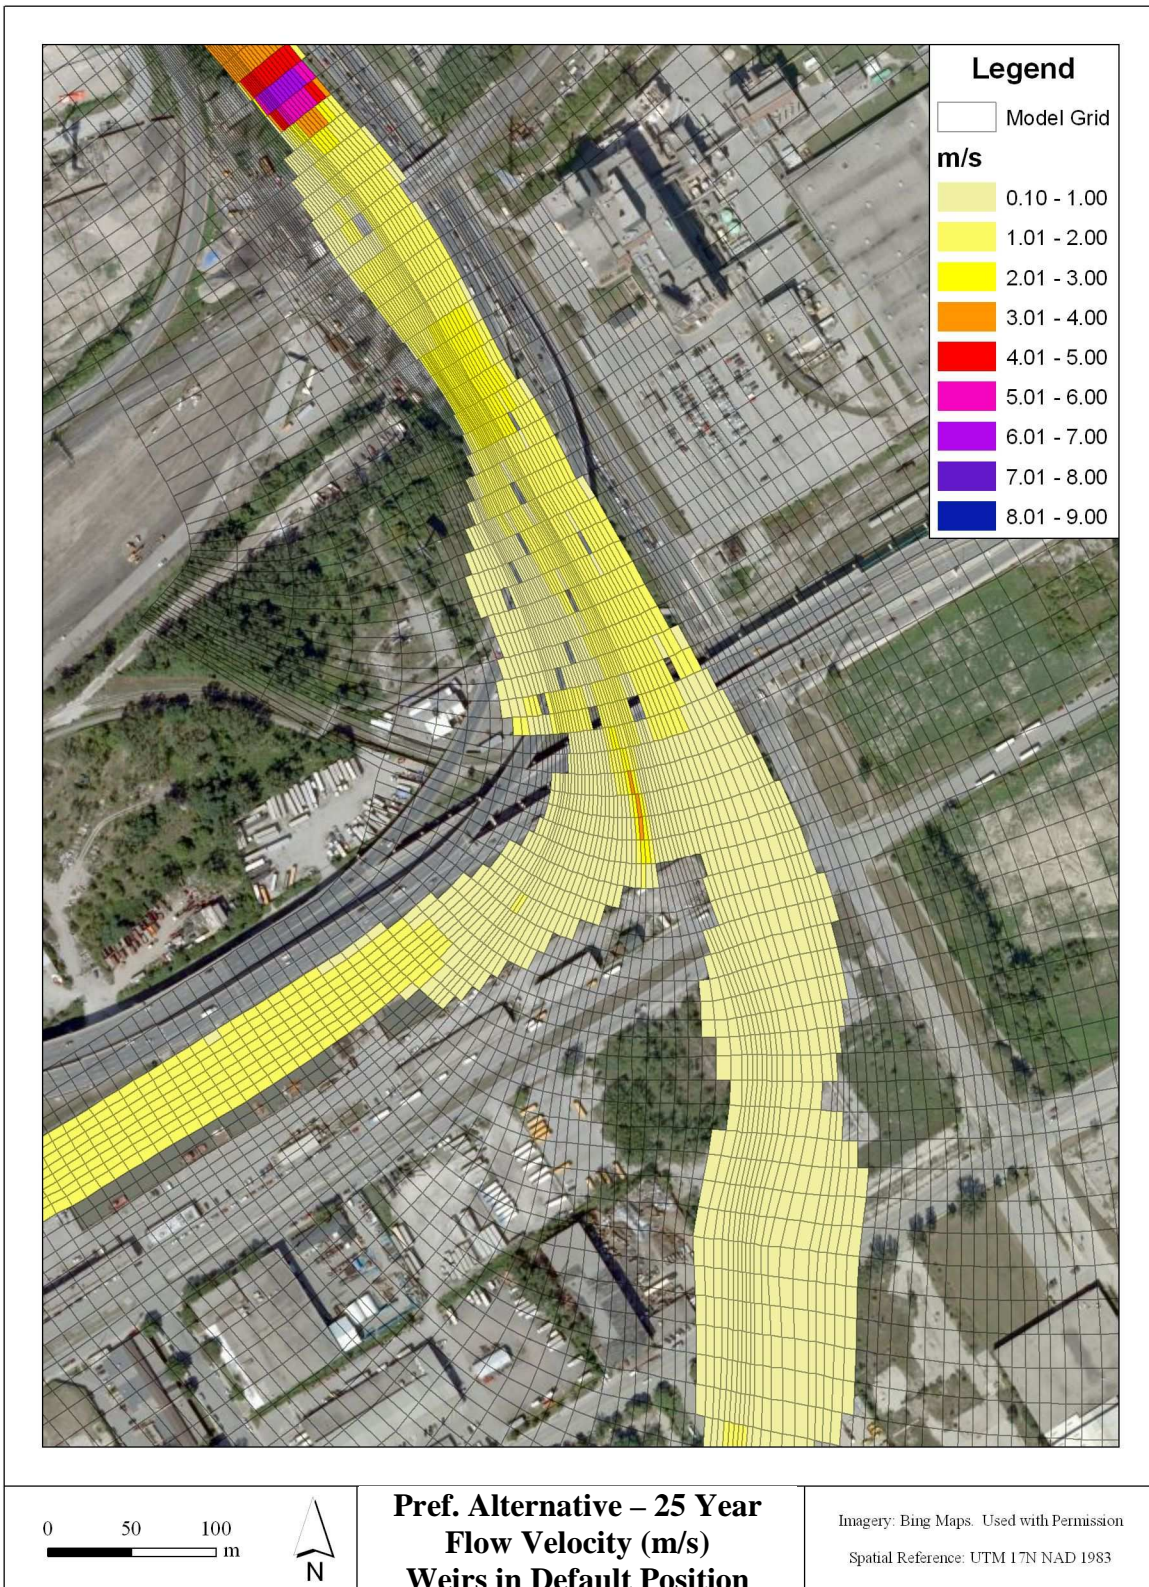 Legend
Model Grid
m/s
0.10 - 1.00
1.01 - 2.00
2.01 - 3.00
3.01 - 4.00
4.01 - 5.00
5.01 - 6.00
6.01 - 7.00
7.01 - 8.00
8.01 - 9.00
0 50 100
m
N
Pref. Alternative – 25 Year
Flow Velocity (m/s)
Weirs in Default Position
Imagery: Bing Maps. Used with Permission
Spatial Reference: UTM 17N NAD 1983